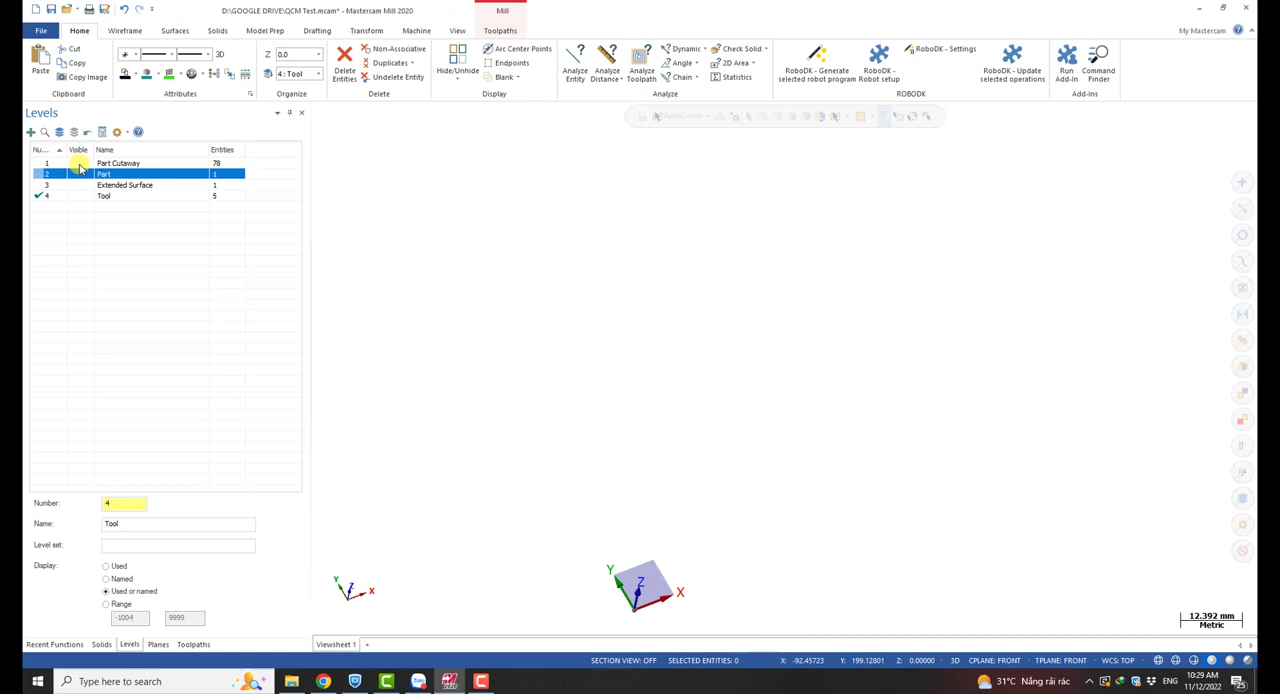 D:\GOOGLE DRIVE\QCM Test.mcam* - Mastercam Mill 2020
Mill
File
Home
Wireframe
Surfaces
Solids
Model Prep
Drafting
Transform
Machine
View
Toolpaths
My Mastercam
Paste
Cut
Copy
Copy Image
Clipboard
3D
Attributes
Z 0.0
4 : Tool
Organize
Delete Entities
Non-Associative
Duplicates
Undelete Entity
Delete
Hide/Unhide
Arc Center Points
Endpoints
Blank
Display
Analyze Entity
Analyze Distance
Analyze Toolpath
Dynamic
Angle
Chain
Check Solid
2D Area
Statistics
Analyze
RoboDK - Generate selected robot program
RoboDK - Robot setup
RoboDK - Settings
RoboDK - Update selected operations
ROBODK
Run Add-In
Command Finder
Add-Ins
Levels
AutoCursor
Nu... Visible Name Entities
1 Part Cutaway 78
2 Part 1
3 Extended Surface 1
4 Tool 5
Number: 4
Name: Tool
Level set:
Display: Used
Named
Used or named
Range
-1004 9999
Y Z X
Y Z X
12.392 mm
Metric
Recent Functions Solids Levels Planes Toolpaths
Viewsheet 1 +
SECTION VIEW: OFF SELECTED ENTITIES: 0 X: -92.45723 Y: 199.12801 Z: 0.00000 3D CPLANE: FRONT TPLANE: FRONT WCS: TOP
Type here to search
31°C Nắng rải rác
ENG
10:29 AM
11/12/2022
25